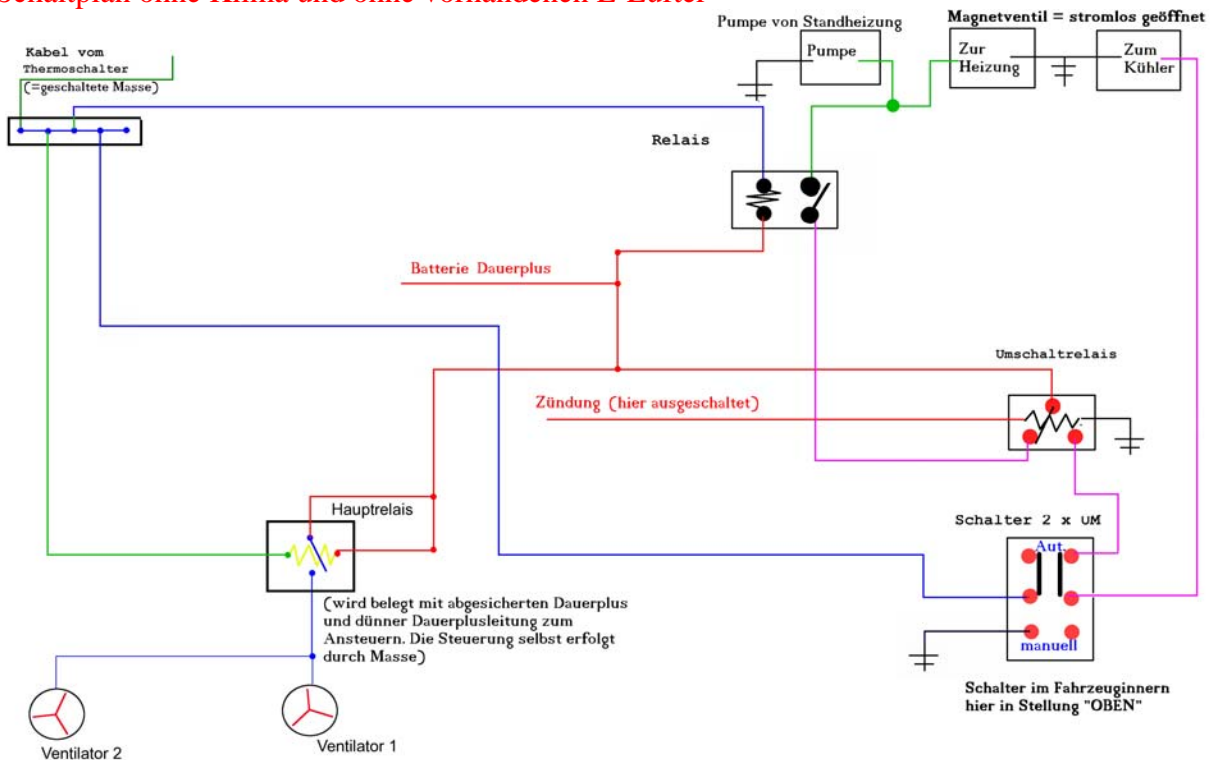 Schaltplan ohne Klima und ohne vorhandenen E-Lüfter
Pumpe von Standheizung
Magnetventil = stromlos geöffnet
Kabel vom
Thermoschalter
(=geschaltete Masse)
Pumpe
Zur
Heizung
Zum
Kühler
Relais
Batterie Dauerplus
Umschaltrelais
Zündung (hier ausgeschaltet)
Hauptrelais
Schalter 2 x UM
Aut.
manuell
(wird belegt mit abgesicherten Dauerplus
und dünner Dauerplusleitung zum
Ansteuern. Die Steuerung selbst erfolgt
durch Masse)
Schalter im Fahrzeuginnern
hier in Stellung "OBEN"
Ventilator 1
Ventilator 2